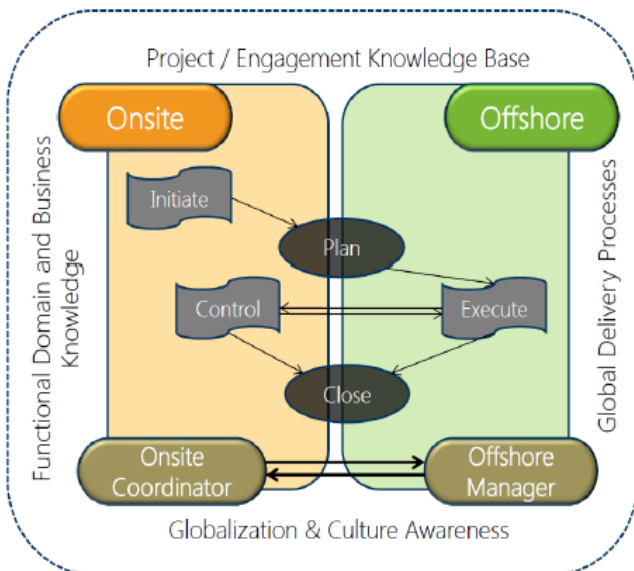 Project / Engagement Knowledge Base
Onsite
Offshore
Functional Domain and Business
Knowledge
Global Delivery Processes
Initiate
Plan
Control
Execute
Close
Onsite
Coordinator
Offshore
Manager
Globalization & Culture Awareness